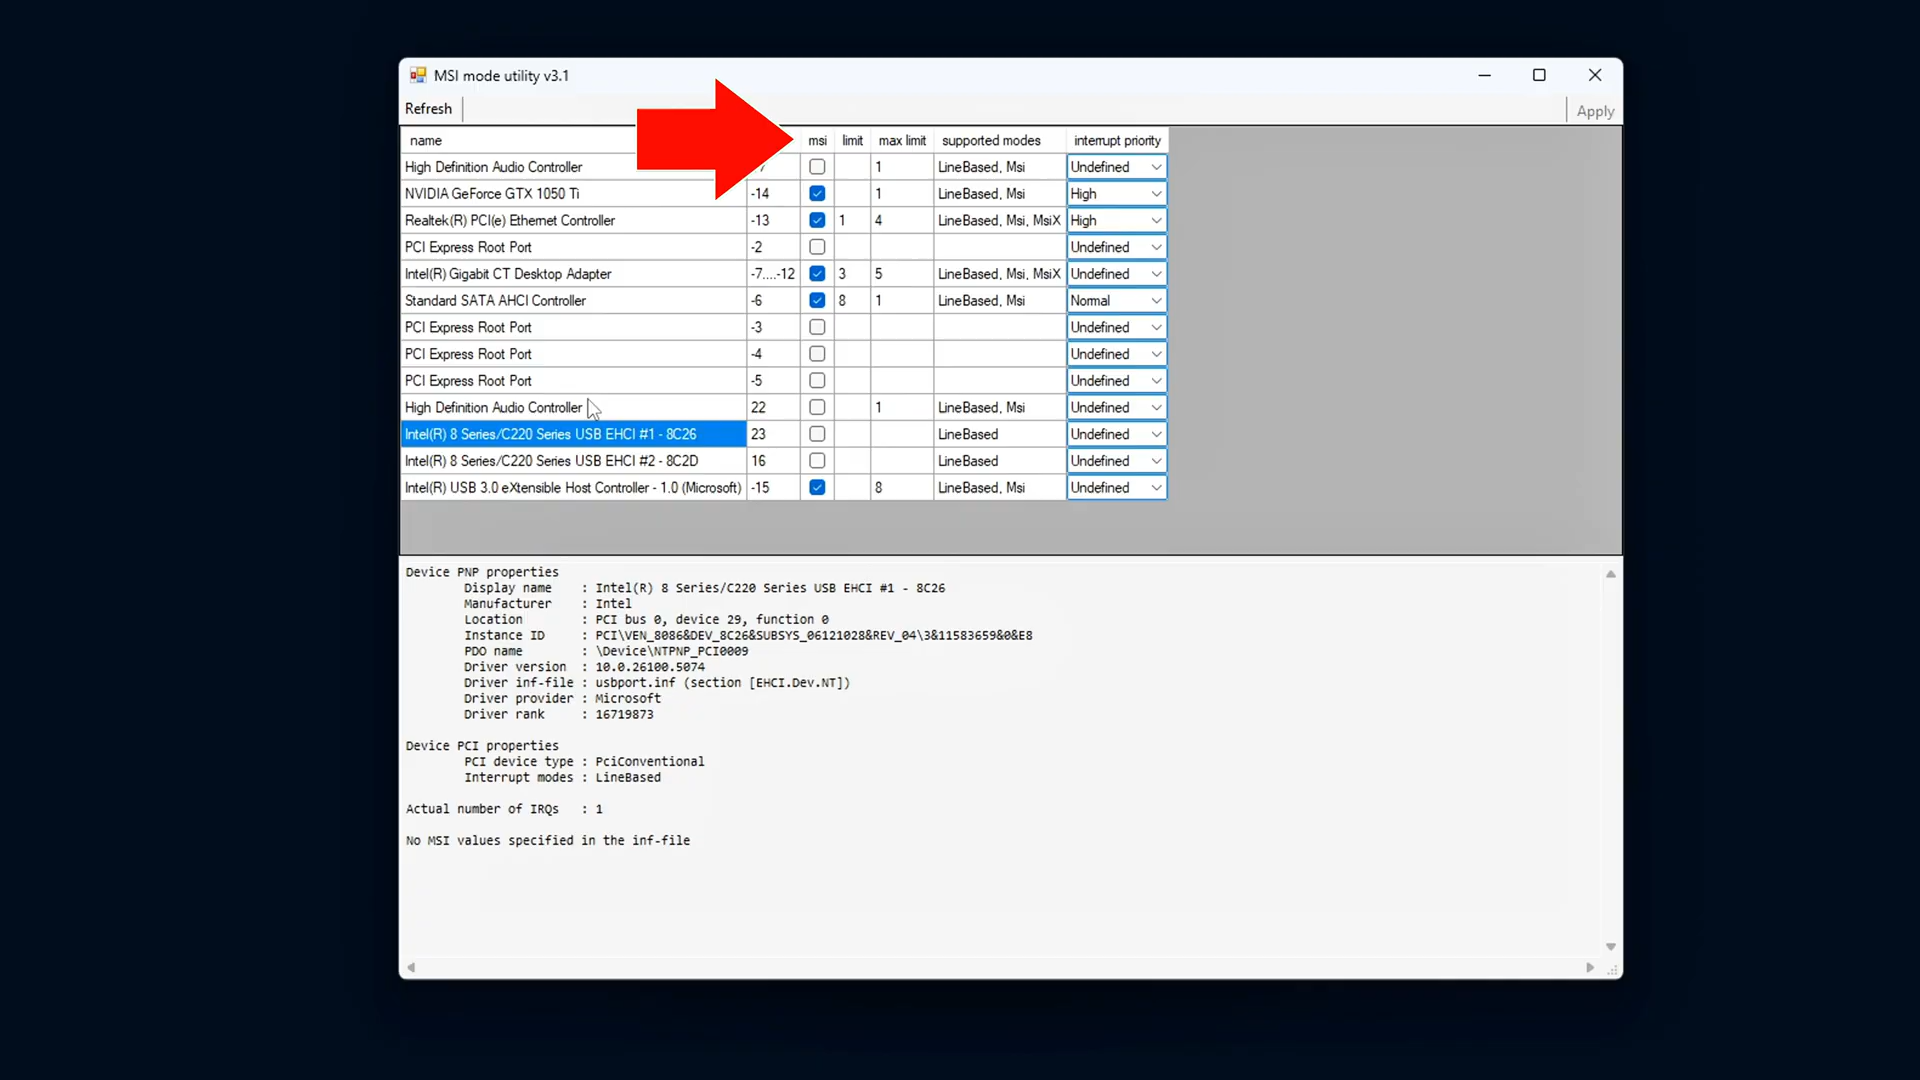 MSI mode utility v3.1
Refresh
Apply
name msi limit max limit supported modes interrupt priority
High Definition Audio Controller 1 LineBased, Msi Undefined
NVIDIA GeForce GTX 1050 Ti -14 1 LineBased, Msi High
Realtek(R) PCI(e) Ethernet Controller -13 1 4 LineBased, Msi, MsiX High
PCI Express Root Port -2 Undefined
Intel(R) Gigabit CT Desktop Adapter -7....-12 3 5 LineBased, Msi, MsiX Undefined
Standard SATA AHCI Controller -6 8 1 LineBased, Msi Normal
PCI Express Root Port -3 Undefined
PCI Express Root Port -4 Undefined
PCI Express Root Port -5 Undefined
High Definition Audio Controller 22 1 LineBased, Msi Undefined
Intel(R) 8 Series/C220 Series USB EHCI #1 - 8C26 23 LineBased Undefined
Intel(R) 8 Series/C220 Series USB EHCI #2 - 8C2D 16 LineBased Undefined
Intel(R) USB 3.0 eXtensible Host Controller - 1.0 (Microsoft) -15 8 LineBased, Msi Undefined
Device PNP properties
Display name : Intel(R) 8 Series/C220 Series USB EHCI #1 - 8C26
Manufacturer : Intel
Location : PCI bus 0, device 29, function 0
Instance ID : PCI\VEN_8086&DEV_8C26&SUBSYS_06121028&REV_04\3&11583659&0&E8
PDO name : \Device\NTPNP_PCI0009
Driver version : 10.0.26100.5074
Driver inf-file : usbport.inf (section [EHCI.Dev.NT])
Driver provider : Microsoft
Driver rank : 16719873
Device PCI properties
PCI device type : PciConventional
Interrupt modes : LineBased
Actual number of IRQs : 1
No MSI values specified in the inf-file